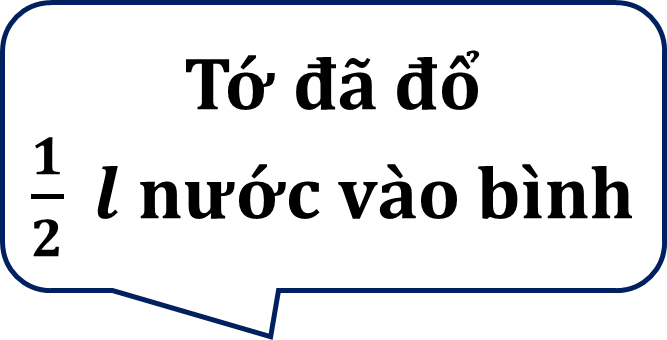 Tớ đã đổ
1/2 l nước vào bình